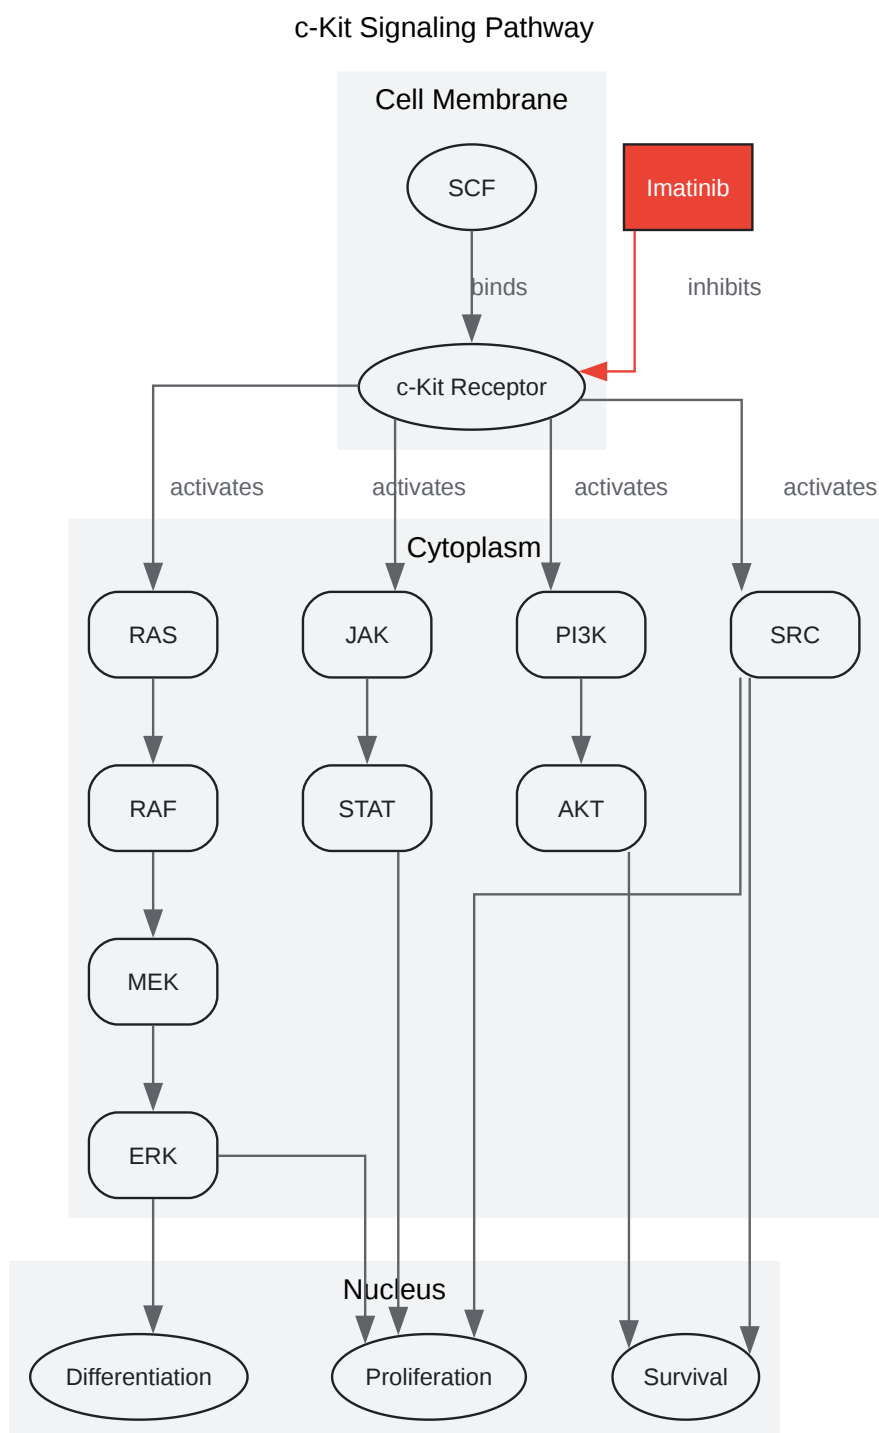 c-Kit Signaling Pathway
Cell Membrane
SCF
Imatinib
binds
inhibits
c-Kit Receptor
activates
activates
activates
activates
Cytoplasm
RAS
JAK
PI3K
SRC
RAF
STAT
AKT
MEK
ERK
Nucleus
Differentiation
Proliferation
Survival